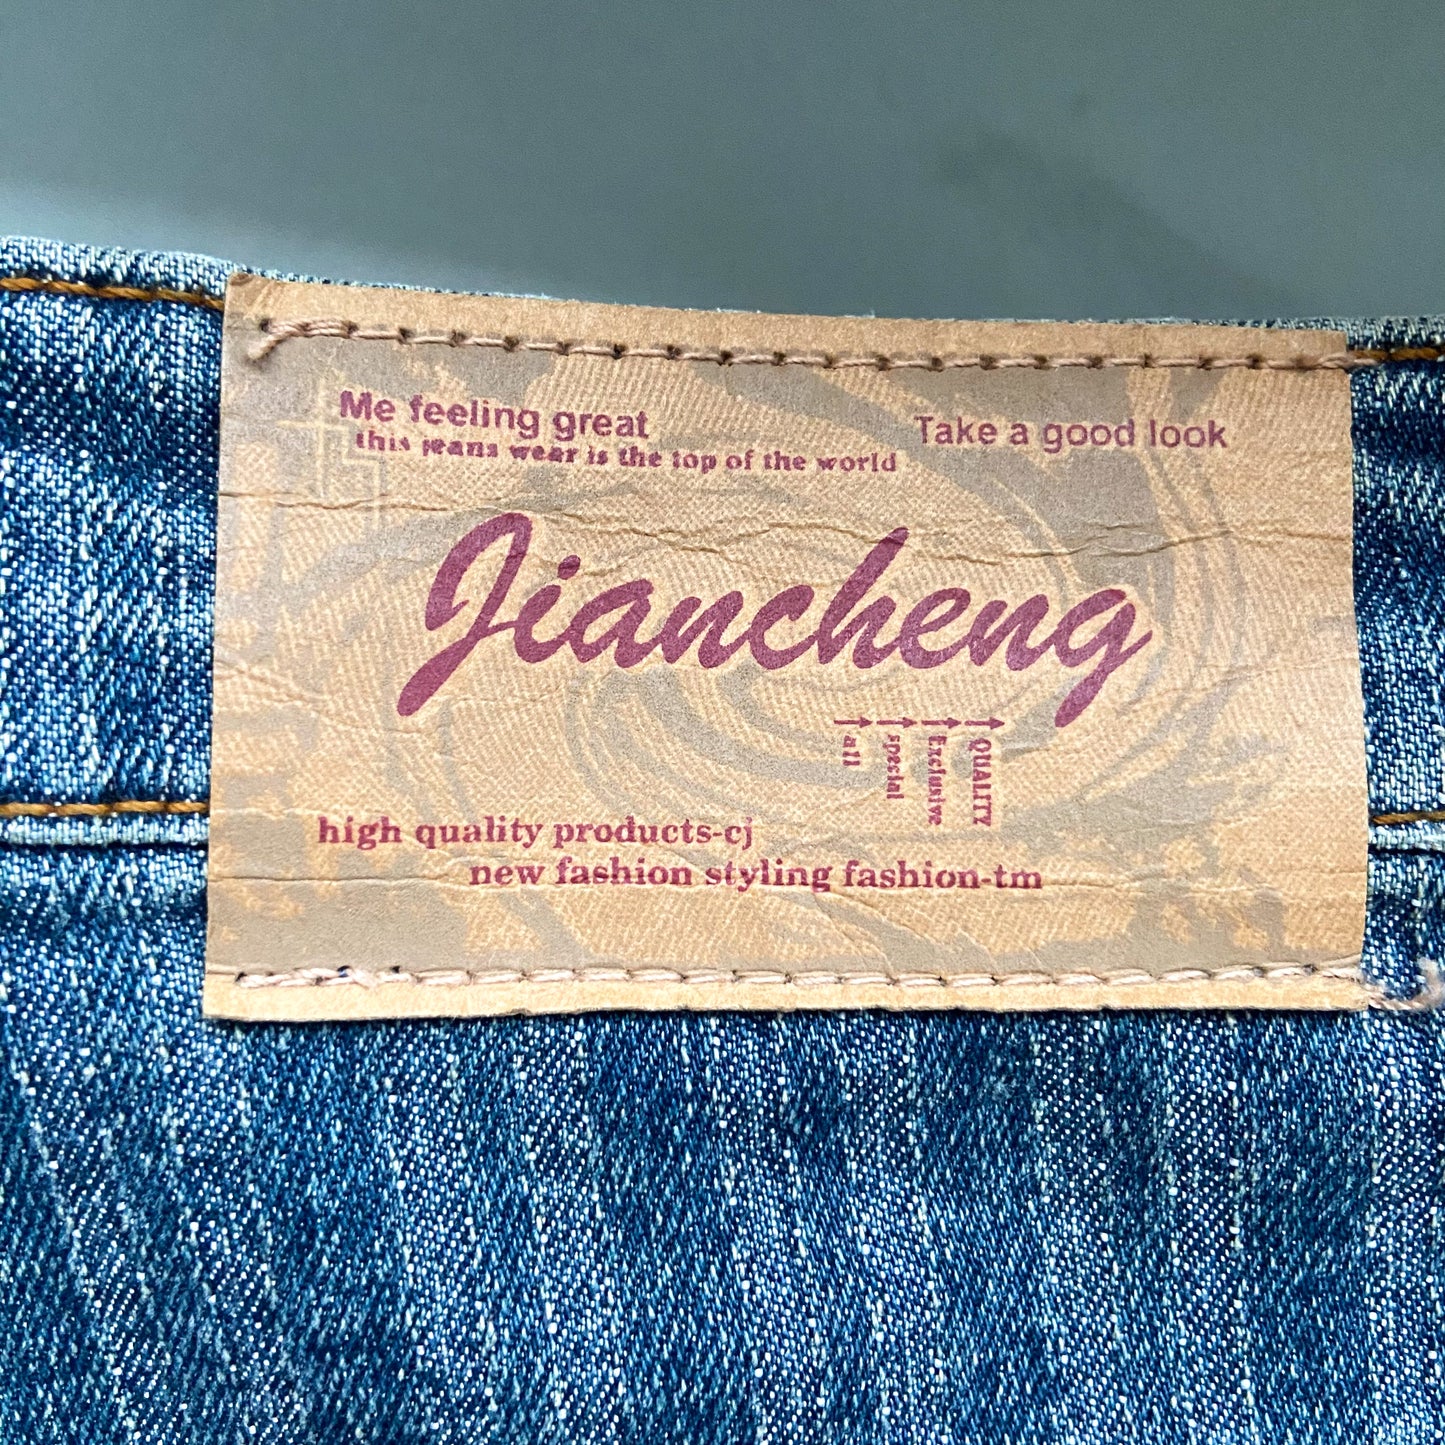 Me feeling great
Take a good look
this jeans wear is the top of the world
Jiancheng
all
special
Exclusive
QUALITY
high quality products-cj
new fashion styling fashion-tm